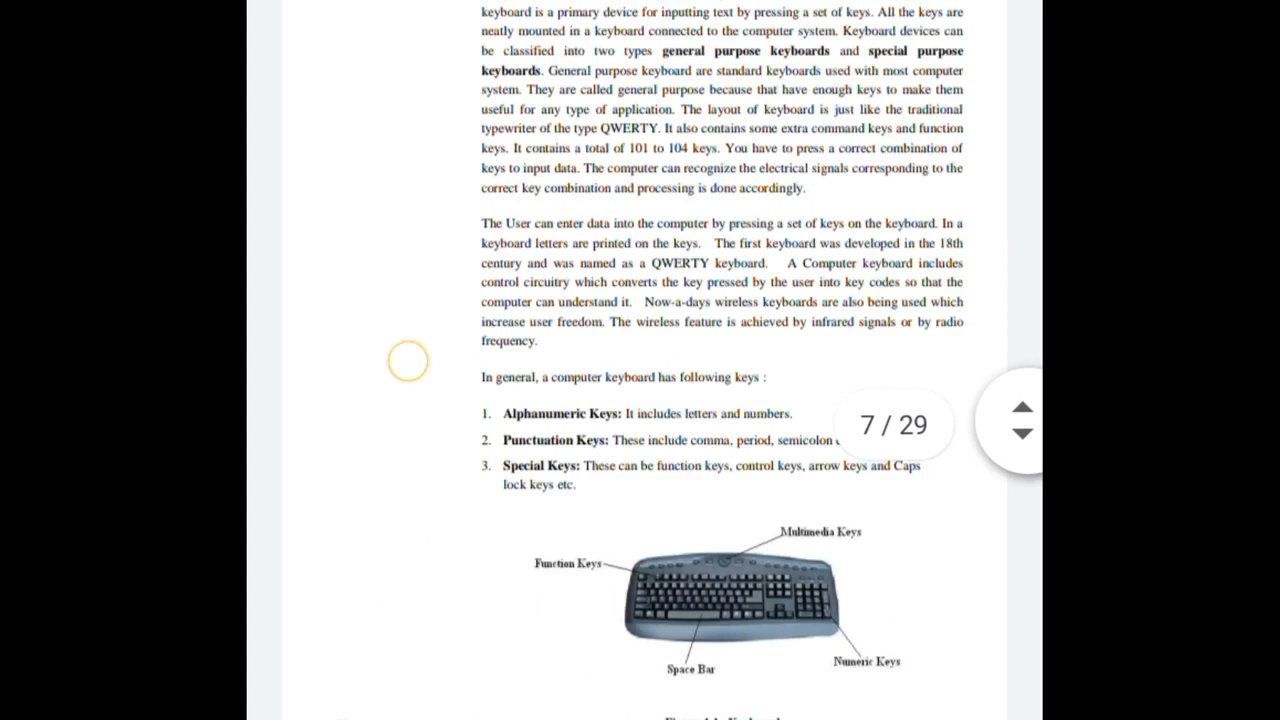 keyboard is a primary device for inputting text by pressing a set of keys. All the keys are
neatly mounted in a keyboard connected to the computer system. Keyboard devices can
be classified into two types general purpose keyboards and special purpose
keyboards. General purpose keyboard are standard keyboards used with most computer
system. They are called general purpose because that have enough keys to make them
useful for any type of application. The layout of keyboard is just like the traditional
typewriter of the type QWERTY. It also contains some extra command keys and function
keys. It contains a total of 101 to 104 keys. You have to press a correct combination of
keys to input data. The computer can recognize the electrical signals corresponding to the
correct key combination and processing is done accordingly.
The User can enter data into the computer by pressing a set of keys on the keyboard. In a
keyboard letters are printed on the keys. The first keyboard was developed in the 18th
century and was named as a QWERTY keyboard. A Computer keyboard includes
control circuitry which converts the key pressed by the user into key codes so that the
computer can understand it. Now-a-days wireless keyboards are also being used which
increase user freedom. The wireless feature is achieved by infrared signals or by radio
frequency.
In general, a computer keyboard has following keys :
1. Alphanumeric Keys: It includes letters and numbers.
7 / 29
2. Punctuation Keys: These include comma, period, semicolon
3. Special Keys: These can be function keys, control keys, arrow keys and Caps
lock keys etc.
Multimedia Keys
Function Keys
Numeric Keys
Space Bar